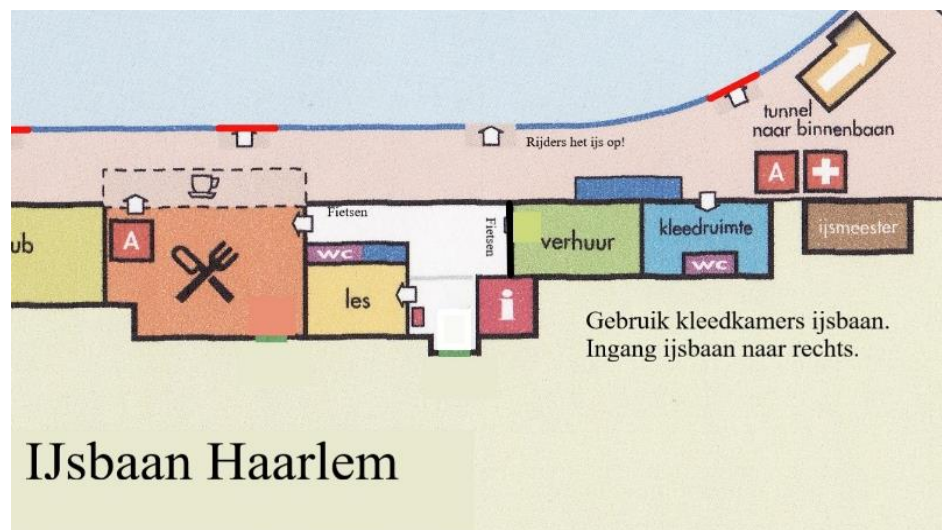 tunnel
naar binnenbaan
Rijders het ijs op!
A
A
Fietsen
Fietsen
ub
verhuur
kleedruimte
ijsmeester
wc
wc
les
i
Gebruik kleedkamers ijsbaan.
Ingang ijsbaan naar rechts.
IJsbaan Haarlem